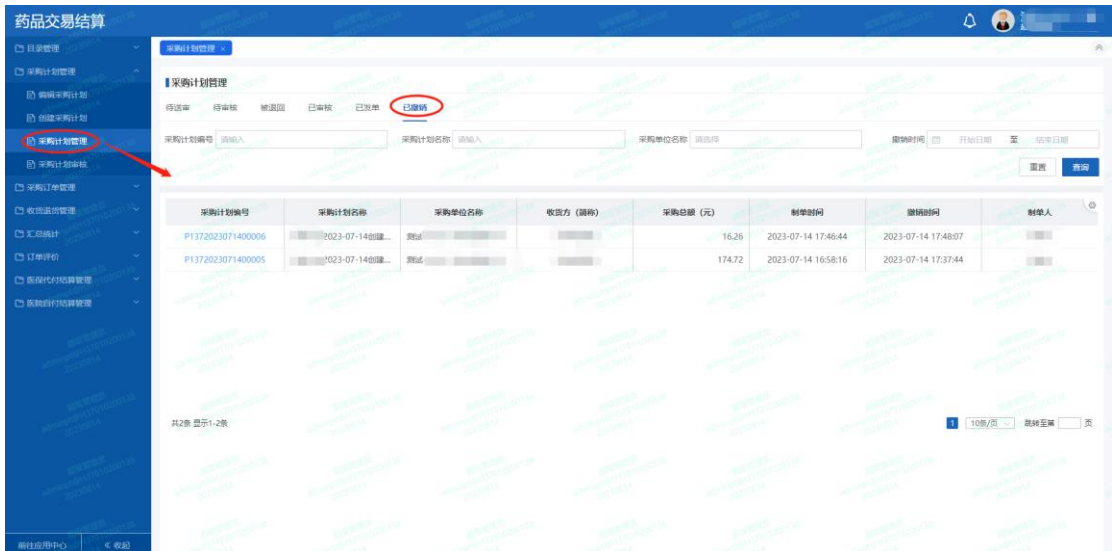 药品交易结算
目录管理
采购计划管理 ×
采购计划管理
编辑采购计划
创建采购计划
采购计划管理
采购计划审核
采购订单管理
收货退货管理
汇总统计
订单评价
医保代付结算管理
医院自付结算管理
前往应用中心 « 收起
采购计划管理
待送审 待审核 被退回 已审核 已发单 已撤销
采购计划编号 请输入 采购计划名称 请输入 采购单位名称 请选择 撤销时间 开始日期 至 结束日期
重置 查询
采购计划编号 采购计划名称 采购单位名称 收货方（简称） 采购总额（元） 制单时间 撤销时间 制单人
P1372023071400006 2023-07-14创建... 测试 16.26 2023-07-14 17:46:44 2023-07-14 17:48:07
P1372023071400005 2023-07-14创建... 测试 174.72 2023-07-14 16:58:16 2023-07-14 17:37:44
共2条 显示1-2条 1 10条/页 跳转至第 页